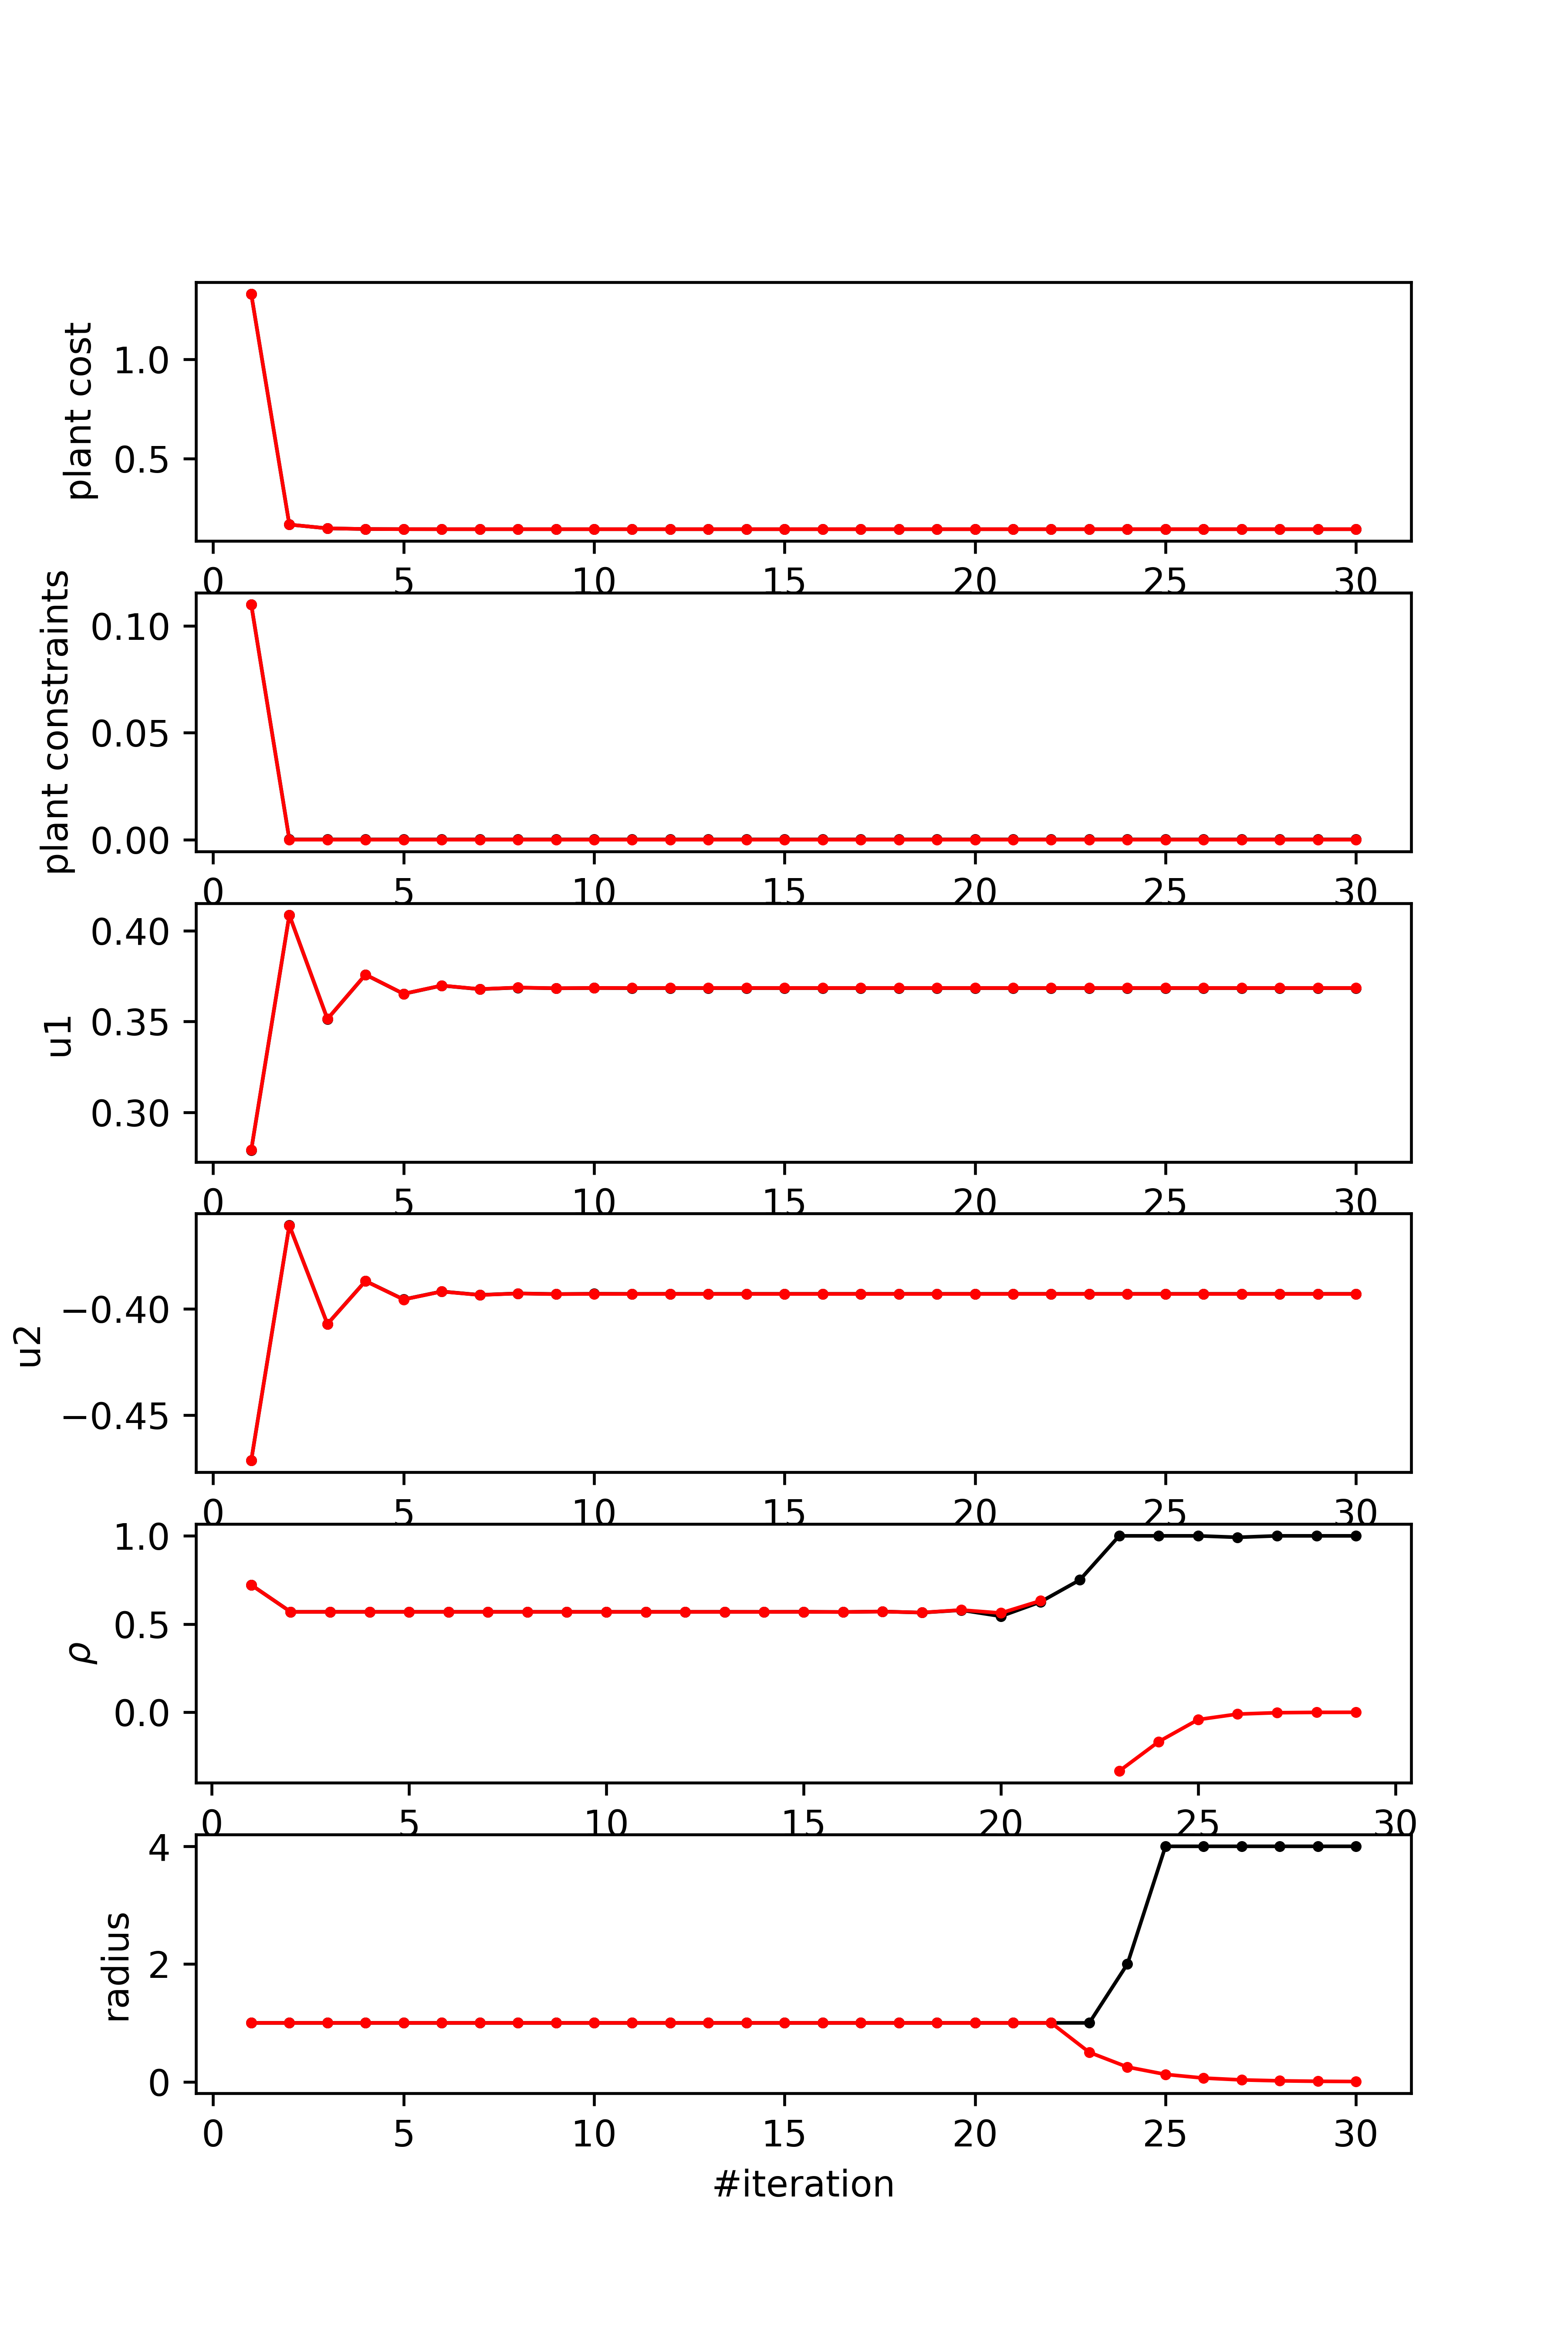 plant cost
1.0
0.5
0 5 10 15 20 25 30
plant constraints
0.10
0.05
0.00
0 5 10 15 20 25 30
u1
0.40
0.35
0.30
0 5 10 15 20 25 30
u2
−0.40
−0.45
0 5 10 15 20 25 30
ρ
1.0
0.5
0.0
0 5 10 15 20 25 30
radius
4
2
0
0 5 10 15 20 25 30
#iteration